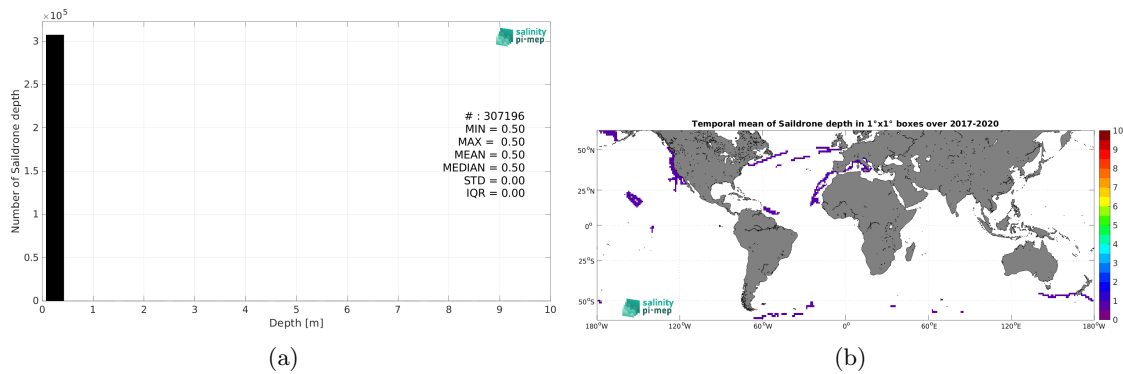 ×10⁵
3
2.5
2
1.5
1
0.5
0
Number of Saildrone depth
salinity
pi-mep
# : 307196
MIN = 0.50
MAX = 0.50
MEAN = 0.50
MEDIAN = 0.50
STD = 0.00
IQR = 0.00
0 1 2 3 4 5 6 7 8 9 10
Depth [m]
(a)
Temporal mean of Saildrone depth in 1°x1° boxes over 2017-2020
50°N
25°N
0°
25°S
50°S
salinity
pi-mep
180°W 120°W 60°W 0° 60°E 120°E 180°W
10
9
8
7
6
5
4
3
2
1
0
(b)